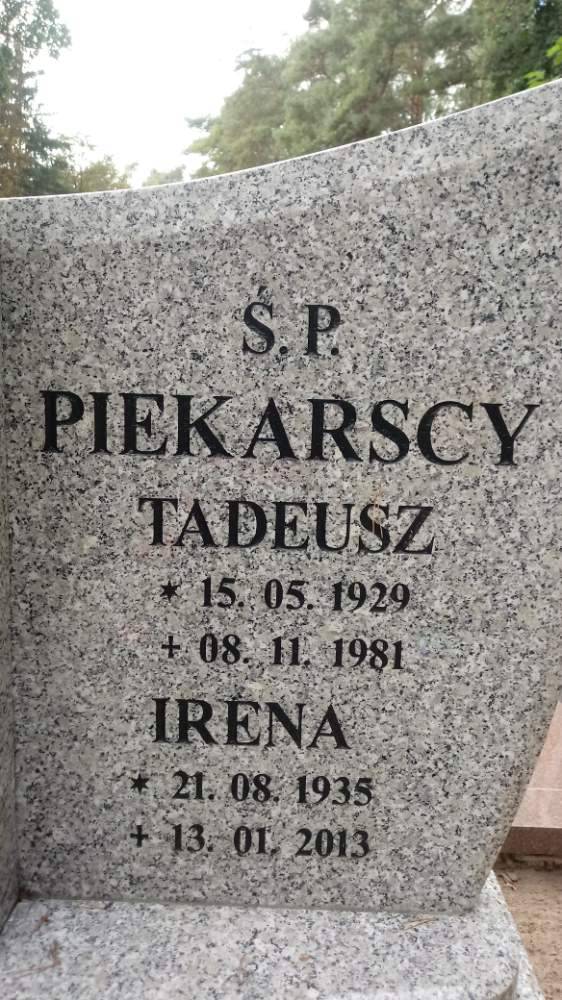 Ś. P.
PIEKARSCY
TADEUSZ
✶ 15. 05. 1929
+ 08. 11. 1981
IRENA
✶ 21. 08. 1935
+ 13. 01. 2013